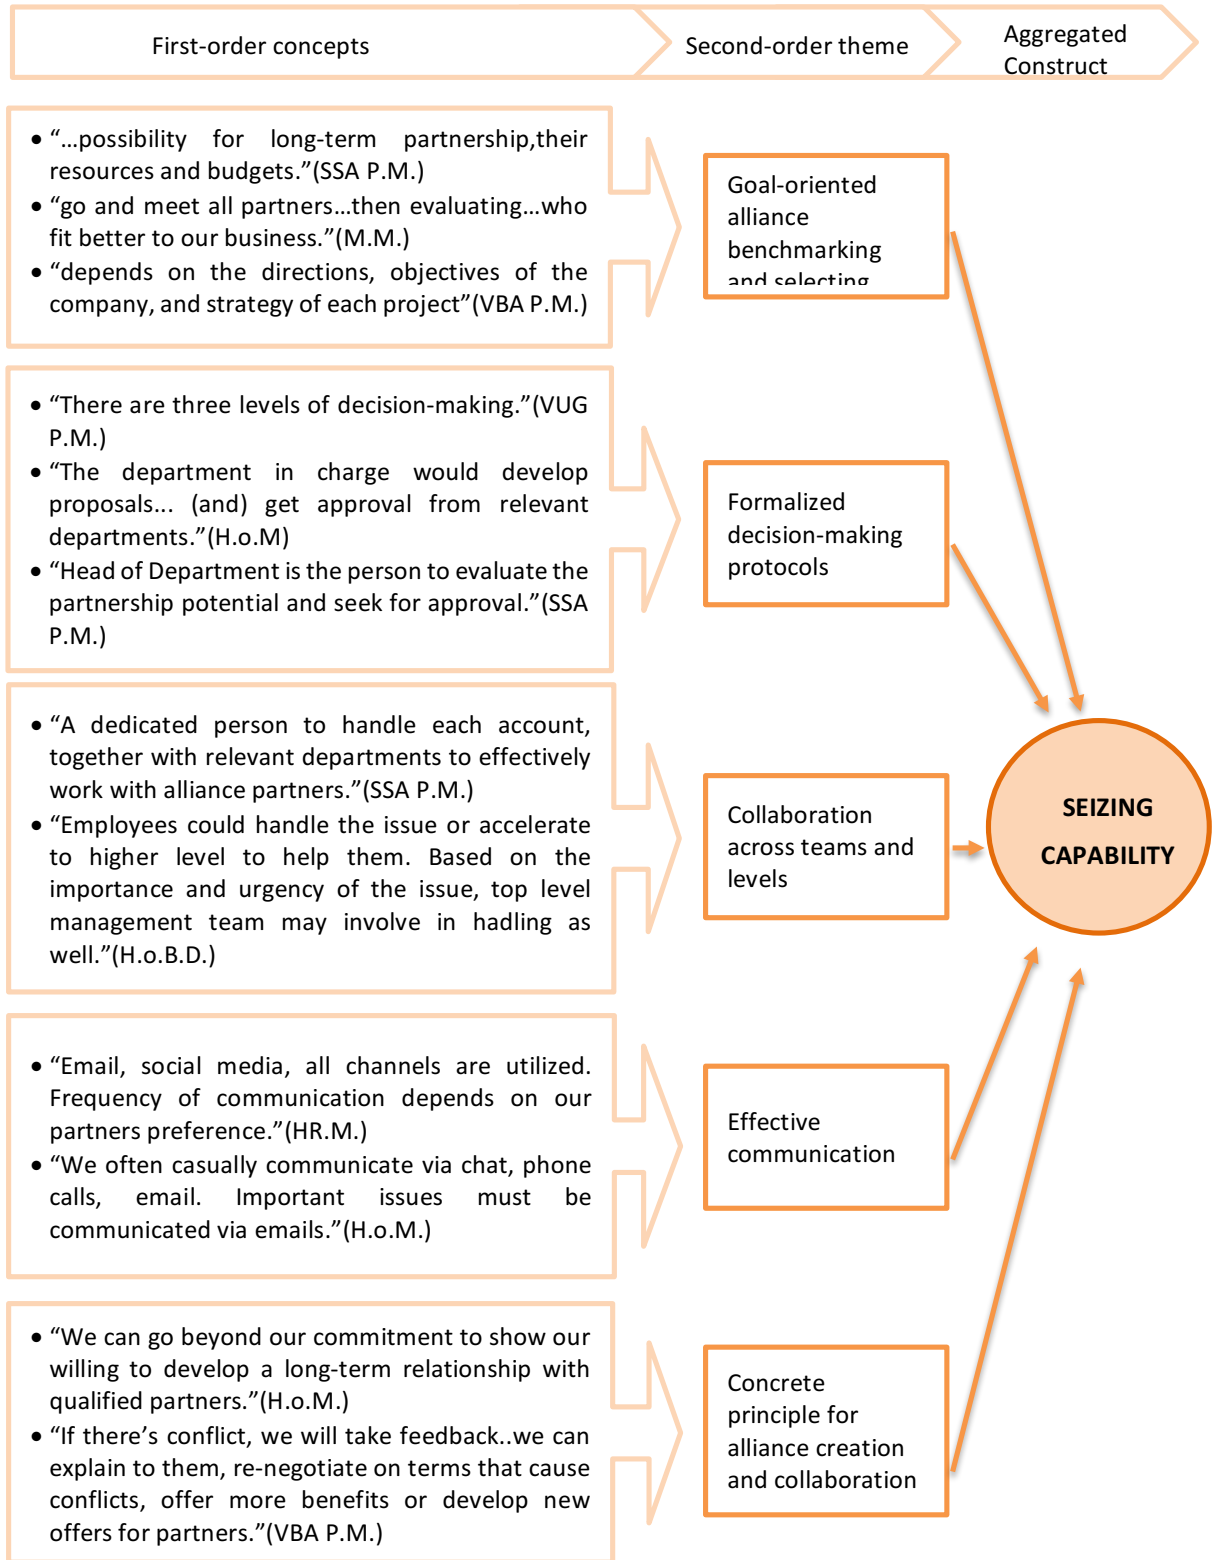 First-order concepts
Second-order theme
Aggregated
Construct
• “…possibility for long-term partnership,their
resources and budgets.”(SSA P.M.)
• “go and meet all partners…then evaluating…who
fit better to our business.”(M.M.)
• “depends on the directions, objectives of the
company, and strategy of each project”(VBA P.M.)
Goal-oriented
alliance
benchmarking
and selecting
• “There are three levels of decision-making.”(VUG
P.M.)
• “The department in charge would develop
proposals... (and) get approval from relevant
departments.”(H.o.M)
• “Head of Department is the person to evaluate the
partnership potential and seek for approval.”(SSA
P.M.)
Formalized
decision-making
protocols
• “A dedicated person to handle each account,
together with relevant departments to effectively
work with alliance partners.”(SSA P.M.)
• “Employees could handle the issue or accelerate
to higher level to help them. Based on the
importance and urgency of the issue, top level
management team may involve in hadling as
well.”(H.o.B.D.)
Collaboration
across teams and
levels
SEIZING
CAPABILITY
• “Email, social media, all channels are utilized.
Frequency of communication depends on our
partners preference.”(HR.M.)
• “We often casually communicate via chat, phone
calls, email. Important issues must be
communicated via emails.”(H.o.M.)
Effective
communication
• “We can go beyond our commitment to show our
willing to develop a long-term relationship with
qualified partners.”(H.o.M.)
• “If there’s conflict, we will take feedback..we can
explain to them, re-negotiate on terms that cause
conflicts, offer more benefits or develop new
offers for partners.”(VBA P.M.)
Concrete
principle for
alliance creation
and collaboration